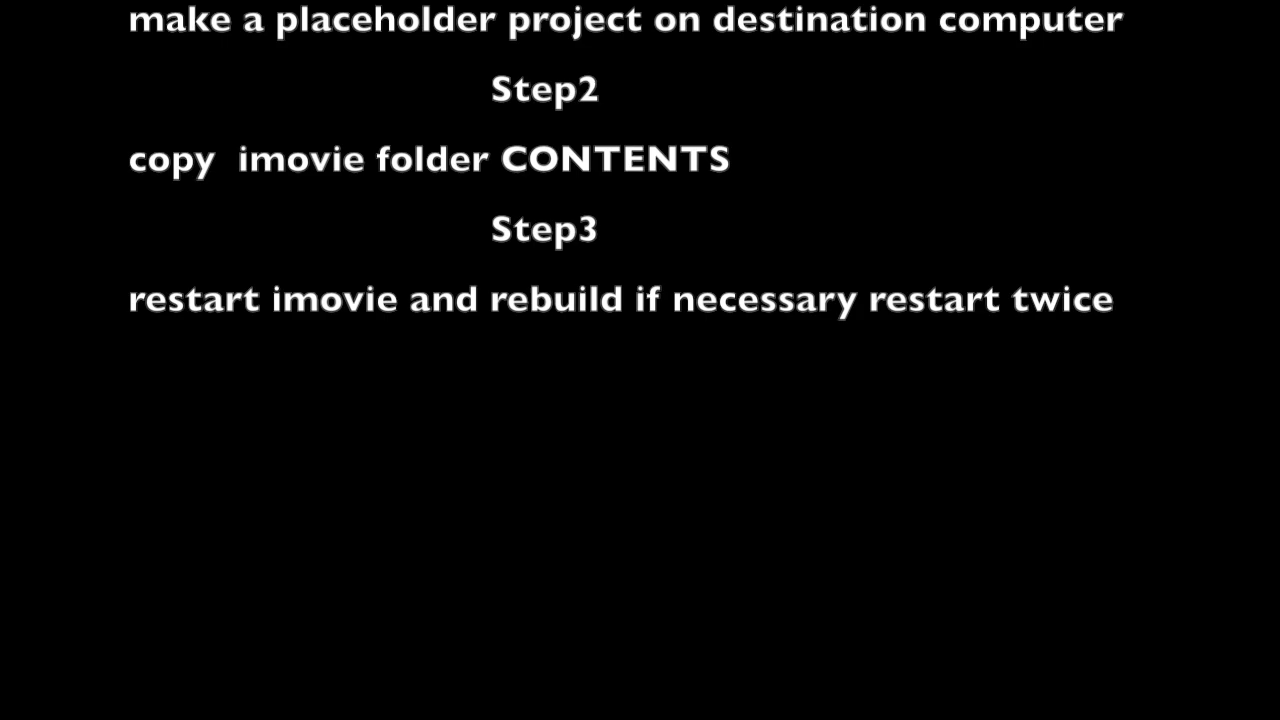 make a placeholder project on destination computer
Step2
copy  imovie folder CONTENTS
Step3
restart imovie and rebuild if necessary restart twice